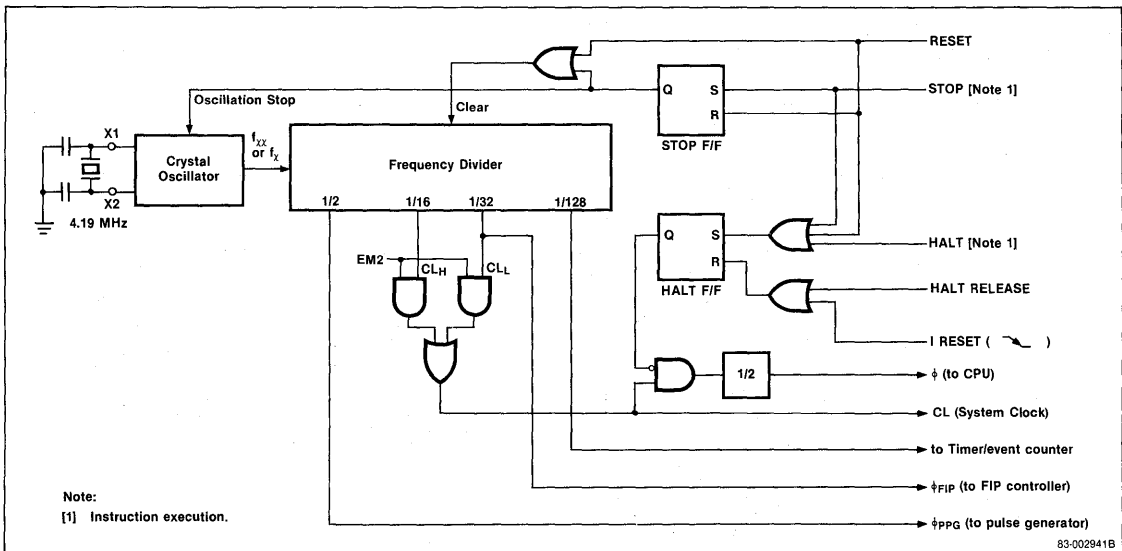 RESET
Q S STOP [Note 1]
Oscillation Stop
Clear
R
STOP F/F
X1
fXX
or fX
Crystal
Oscillator
Frequency Divider
1/2 1/16 1/32 1/128
X2
4.19 MHz
Q S
HALT [Note 1]
EM2 CLH CLL
R
HALT F/F
HALT RELEASE
I RESET ( )
1/2 ϕ (to CPU)
CL (System Clock)
to Timer/event counter
Note:
ϕFIP (to FIP controller)
[1] Instruction execution.
ϕPPG (to pulse generator)
83-002941B